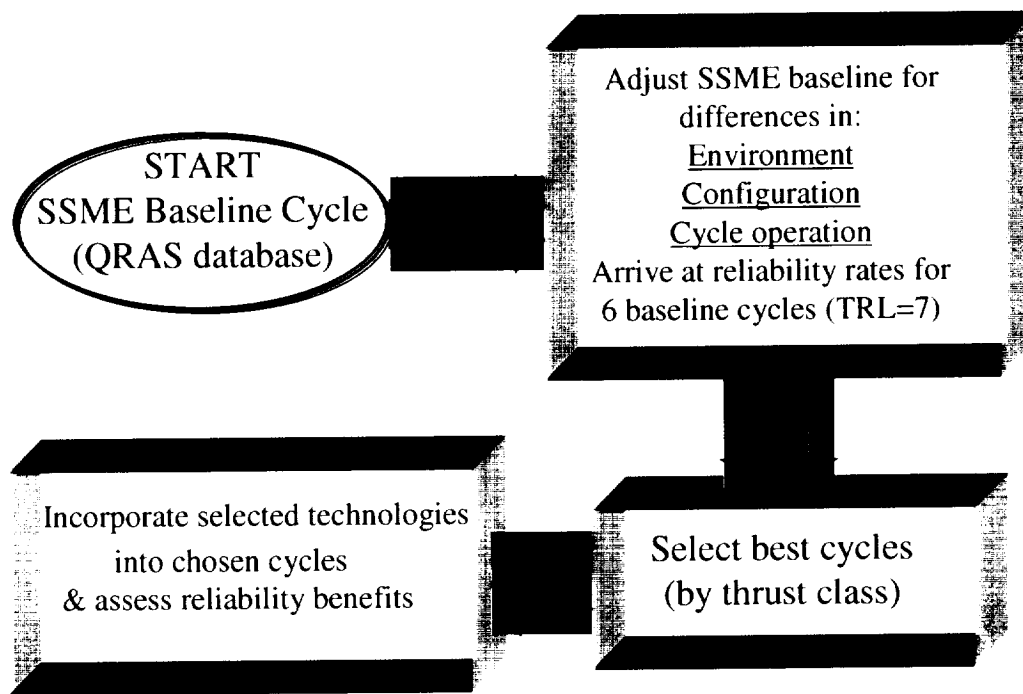 START
SSME Baseline Cycle
(QRAS database)
Adjust SSME baseline for
differences in:
Environment
Configuration
Cycle operation
Arrive at reliability rates for
6 baseline cycles (TRL=7)
Select best cycles
(by thrust class)
Incorporate selected technologies
into chosen cycles
& assess reliability benefits